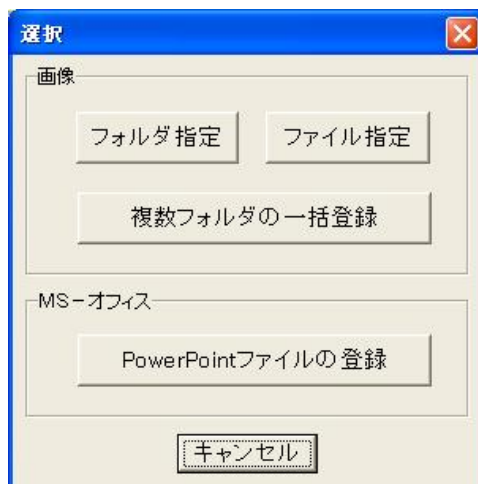 選択
画像
フォルダ指定 ファイル指定
複数フォルダの一括登録
MS-オフィス
PowerPointファイルの登録
キャンセル